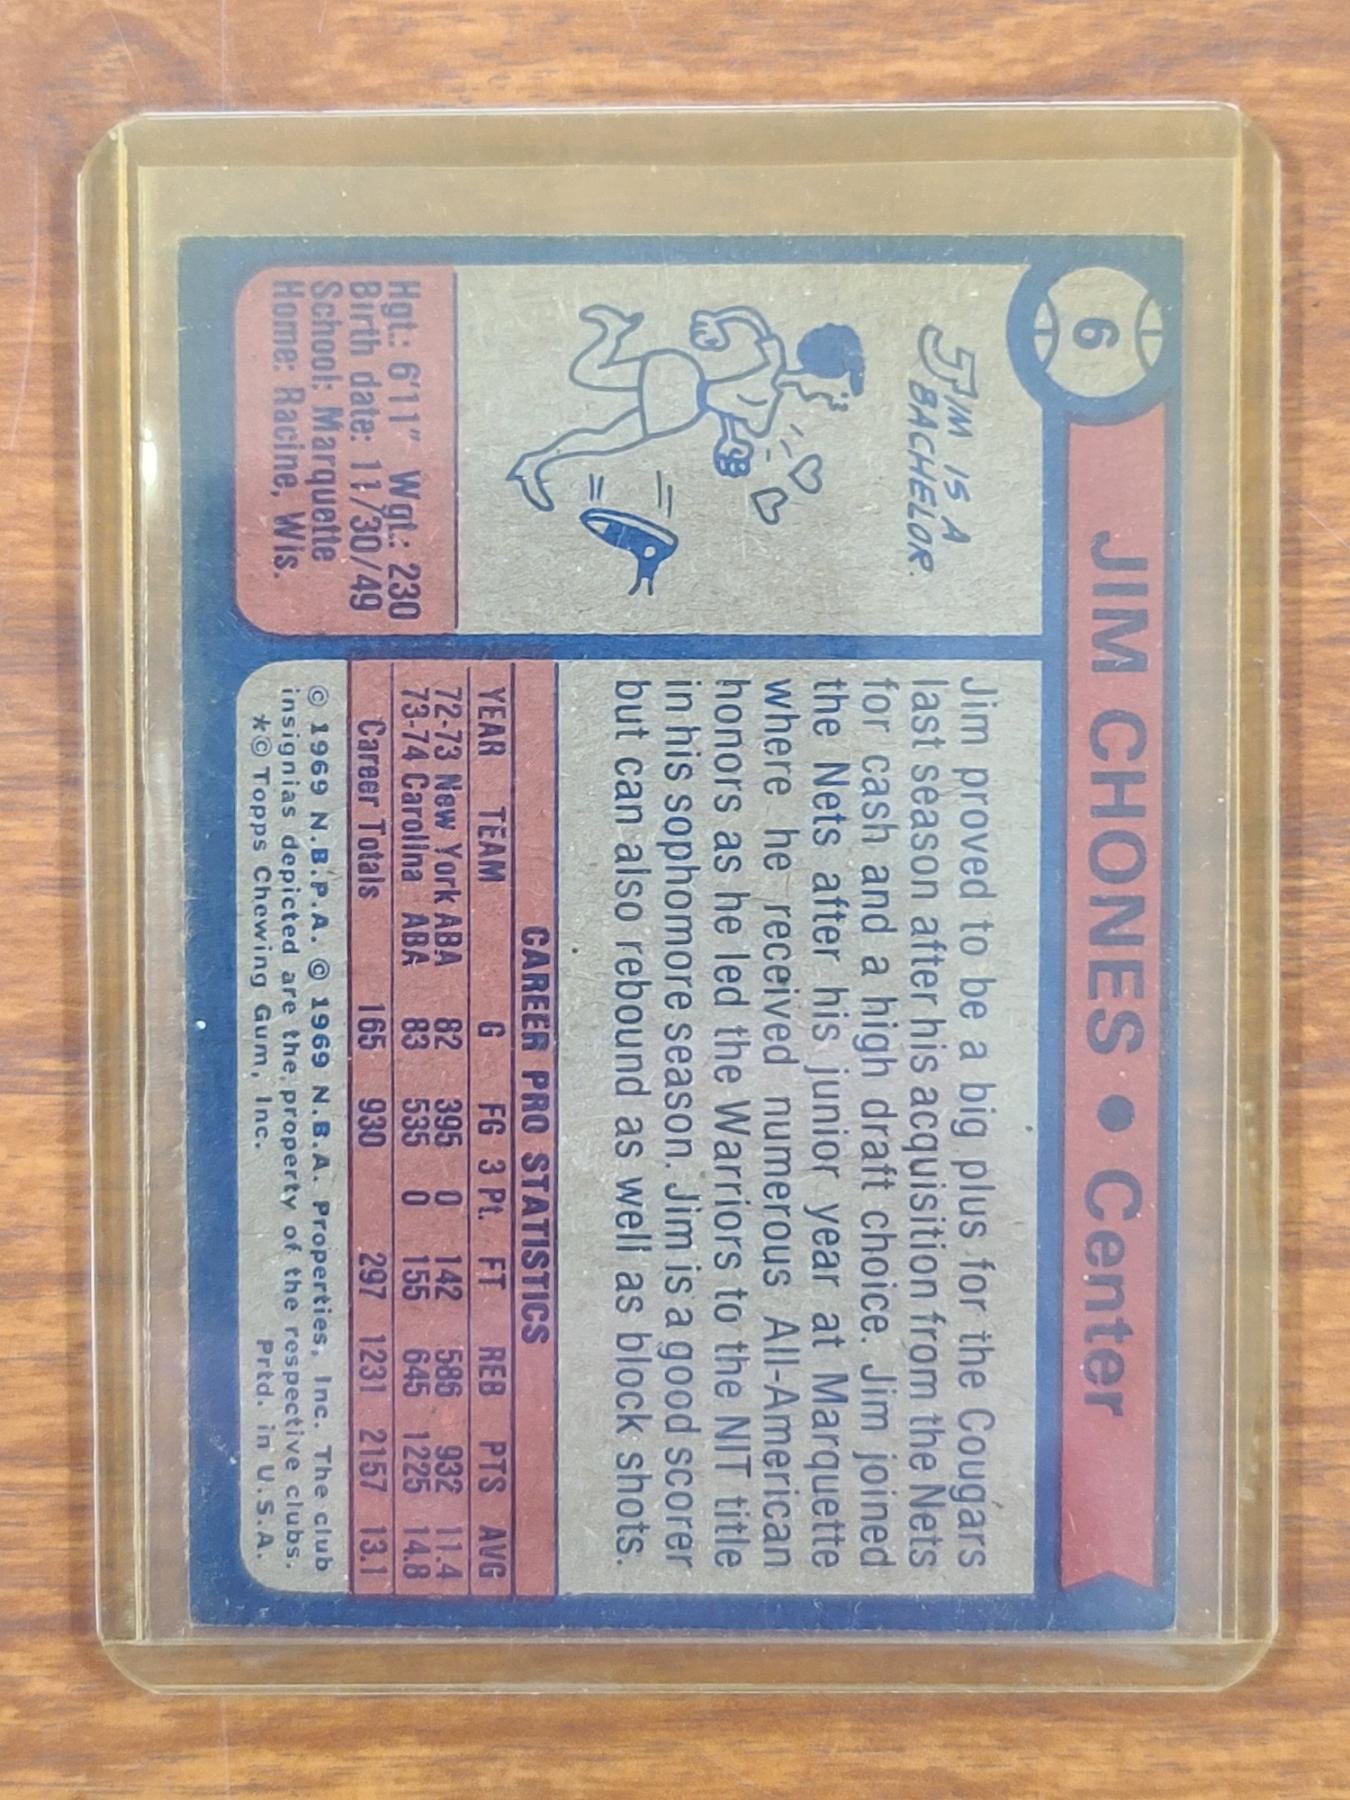 6
JIM CHONES • Center
JIM IS A
BACHELOR.
Hgt.: 6'11" Wgt.: 230
Birth date: 11/30/49
School: Marquette
Home: Racine, Wis.
Jim proved to be a big plus for the Cougars
last season after his acquisition from the Nets
for cash and a high draft choice. Jim joined
the Nets after his junior year at Marquette
where he received numerous All-American
honors as he led the Warriors to the NIT title
in his sophomore season. Jim is a good scorer
but can also rebound as well as block shots.
CAREER PRO STATISTICS
YEAR TEAM G FG 3 Pt. FT REB PTS AVG
72-73 New York ABA 82 395 0 142 586 932 11.4
73-74 Carolina ABA 83 535 0 155 645 1225 14.8
Career Totals 165 930 297 1231 2157 13.1
© 1969 N.B.P.A. © 1969 N.B.A. Properties, Inc. The club
insignias depicted are the property of the respective clubs.
*© Topps Chewing Gum, Inc. Prtd. in U.S.A.